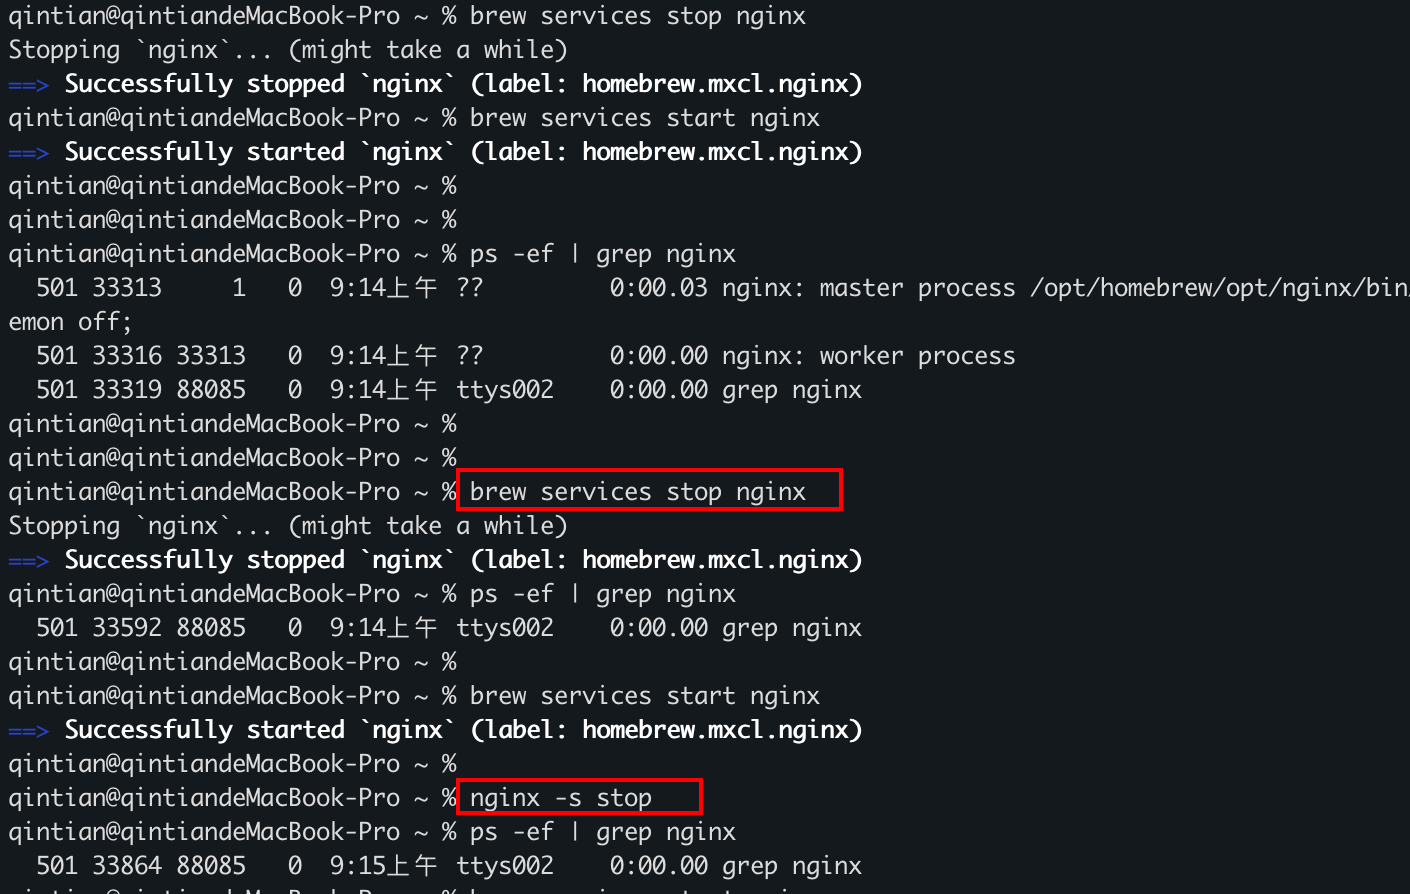 qintian@qintiandeMacBook-Pro ~ % brew services stop nginx
Stopping `nginx`... (might take a while)
==> Successfully stopped `nginx` (label: homebrew.mxcl.nginx)
qintian@qintiandeMacBook-Pro ~ % brew services start nginx
==> Successfully started `nginx` (label: homebrew.mxcl.nginx)
qintian@qintiandeMacBook-Pro ~ %
qintian@qintiandeMacBook-Pro ~ %
qintian@qintiandeMacBook-Pro ~ % ps -ef | grep nginx
  501 33313     1   0  9:14上午 ??         0:00.03 nginx: master process /opt/homebrew/opt/nginx/bin/
emon off;
  501 33316 33313   0  9:14上午 ??         0:00.00 nginx: worker process
  501 33319 88085   0  9:14上午 ttys002    0:00.00 grep nginx
qintian@qintiandeMacBook-Pro ~ %
qintian@qintiandeMacBook-Pro ~ %
qintian@qintiandeMacBook-Pro ~ % brew services stop nginx
Stopping `nginx`... (might take a while)
==> Successfully stopped `nginx` (label: homebrew.mxcl.nginx)
qintian@qintiandeMacBook-Pro ~ % ps -ef | grep nginx
  501 33592 88085   0  9:14上午 ttys002    0:00.00 grep nginx
qintian@qintiandeMacBook-Pro ~ %
qintian@qintiandeMacBook-Pro ~ % brew services start nginx
==> Successfully started `nginx` (label: homebrew.mxcl.nginx)
qintian@qintiandeMacBook-Pro ~ %
qintian@qintiandeMacBook-Pro ~ % nginx -s stop
qintian@qintiandeMacBook-Pro ~ % ps -ef | grep nginx
  501 33864 88085   0  9:15上午 ttys002    0:00.00 grep nginx